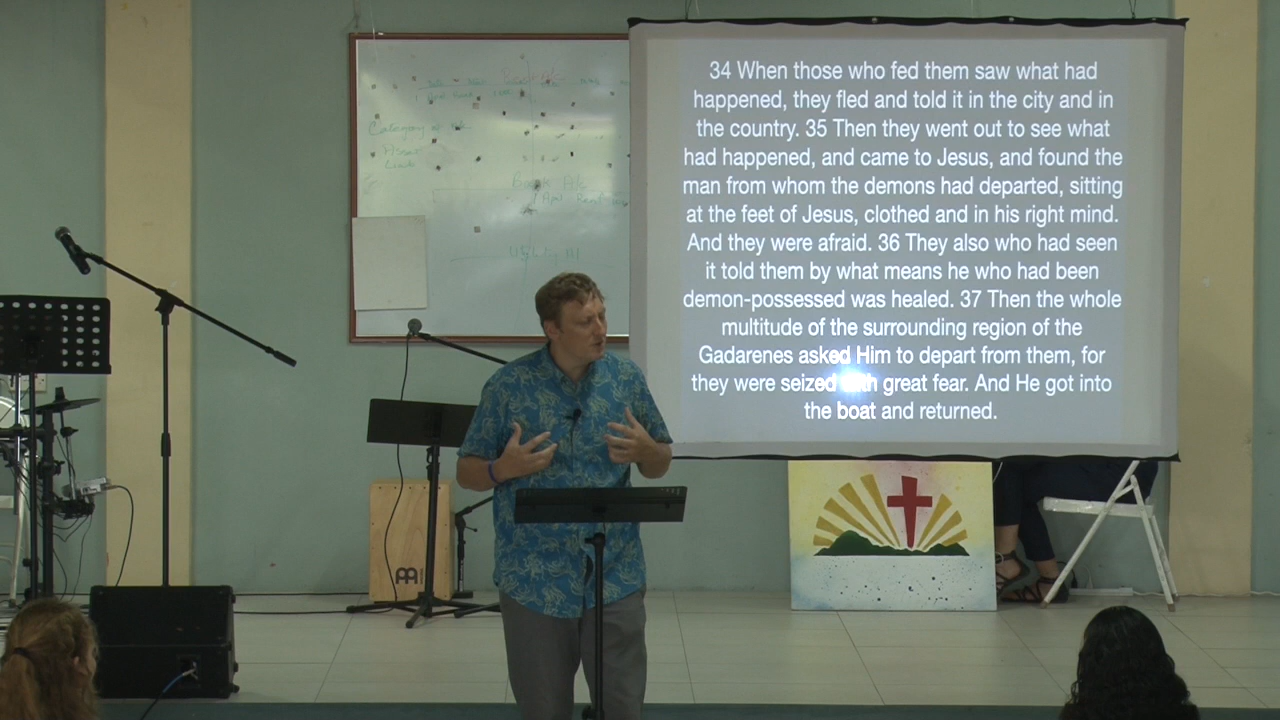 34 When those who fed them saw what had
happened, they fled and told it in the city and in
the country. 35 Then they went out to see what
had happened, and came to Jesus, and found the
man from whom the demons had departed, sitting
at the feet of Jesus, clothed and in his right mind.
And they were afraid. 36 They also who had seen
it told them by what means he who had been
demon-possessed was healed. 37 Then the whole
multitude of the surrounding region of the
Gadarenes asked Him to depart from them, for
they were seized great fear. And He got into
the boat and returned.
Category of
Book